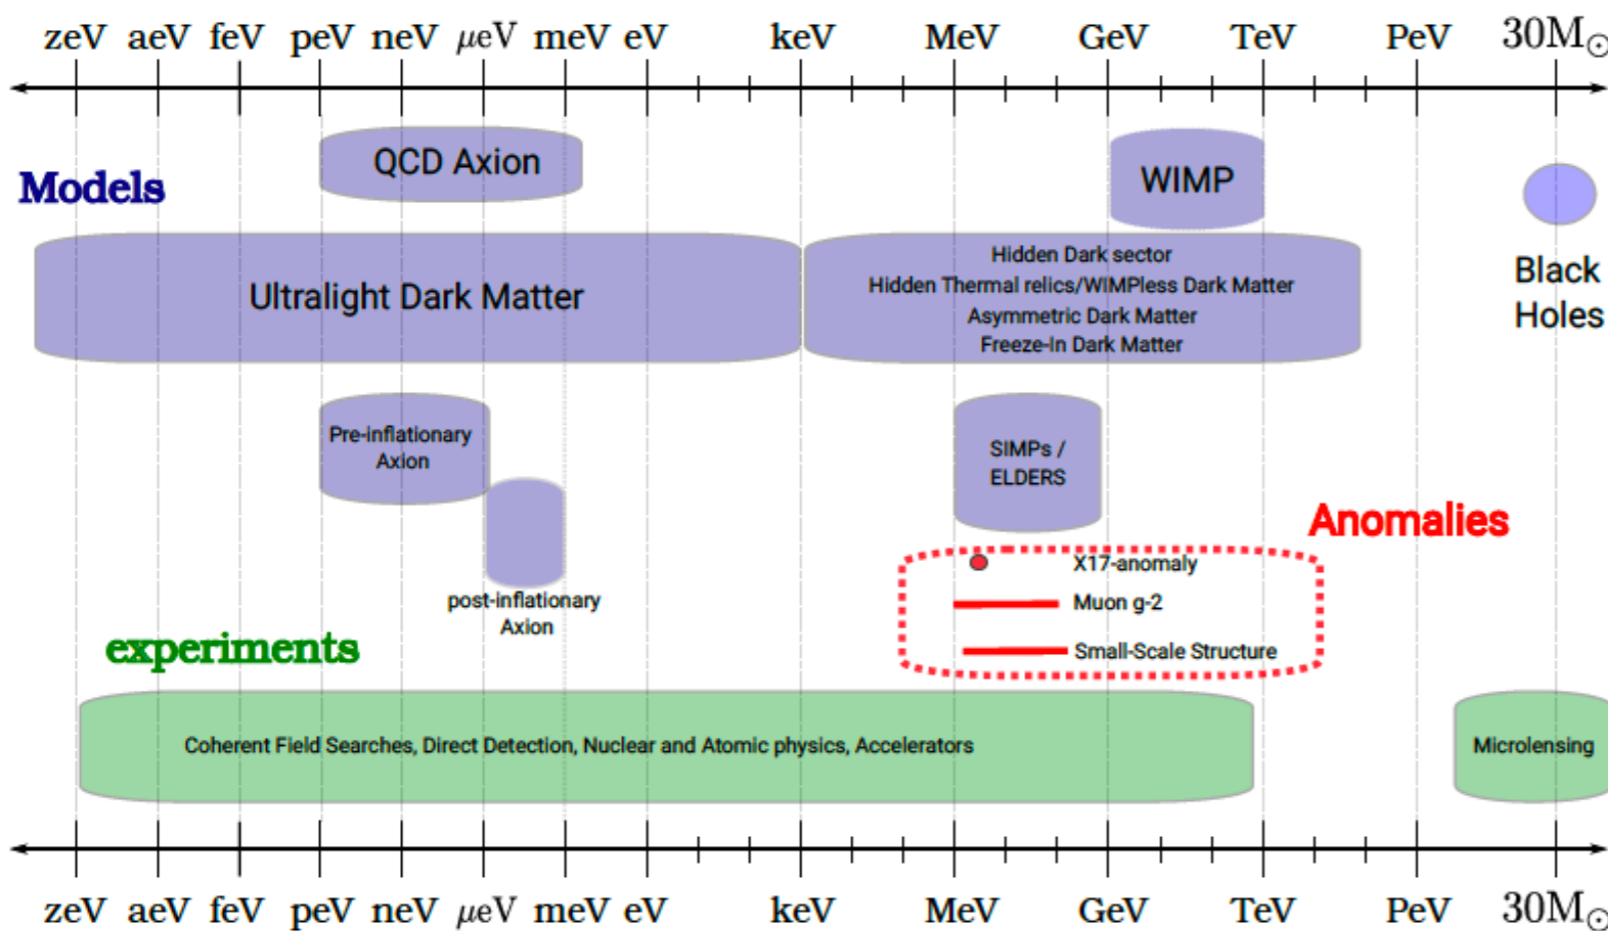 zeV aeV feV peV neV μeV meV eV keV MeV GeV TeV PeV 30M⊙
Models
QCD Axion
WIMP
Ultralight Dark Matter
Hidden Dark sector
Hidden Thermal relics/WIMPless Dark Matter
Asymmetric Dark Matter
Freeze-In Dark Matter
Black
Holes
Pre-inflationary
Axion
SIMPs /
ELDERS
post-inflationary
Axion
Anomalies
X17-anomaly
Muon g-2
Small-Scale Structure
experiments
Coherent Field Searches, Direct Detection, Nuclear and Atomic physics, Accelerators
Microlensing
zeV aeV feV peV neV μeV meV eV keV MeV GeV TeV PeV 30M⊙